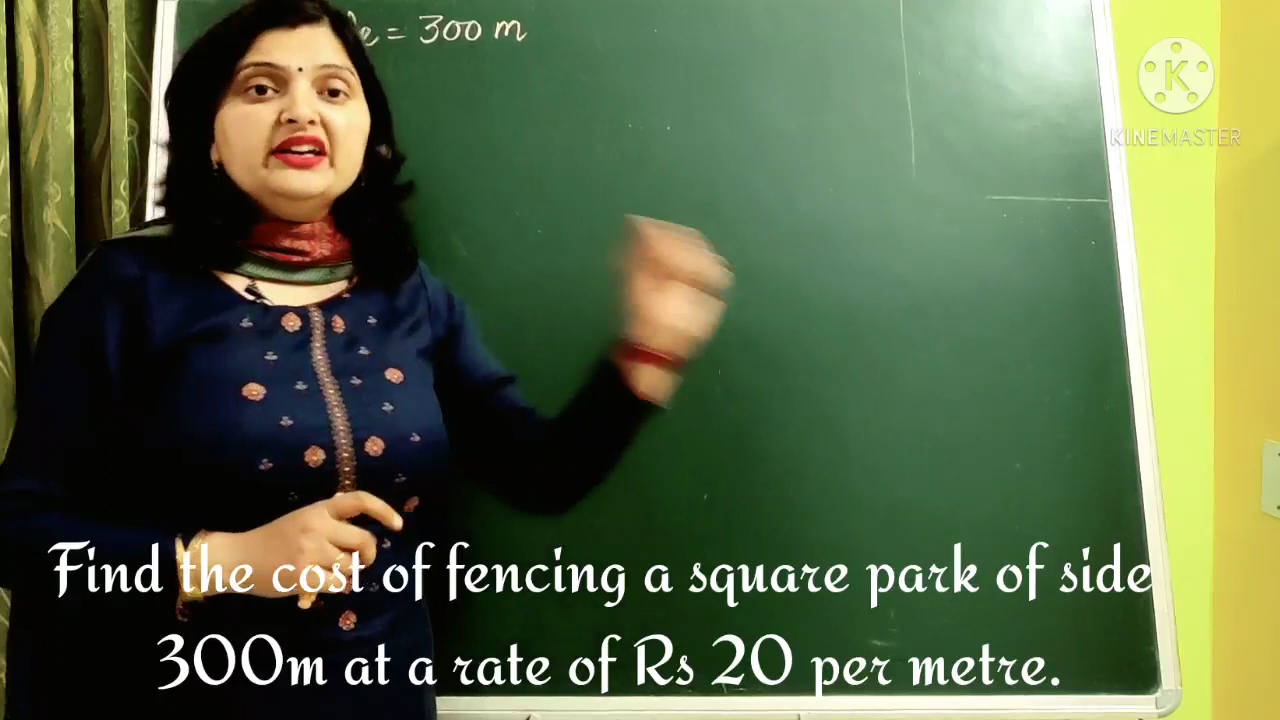 = 300 m
KINEMASTER
Find the cost of fencing a square park of side
300m at a rate of Rs 20 per metre.